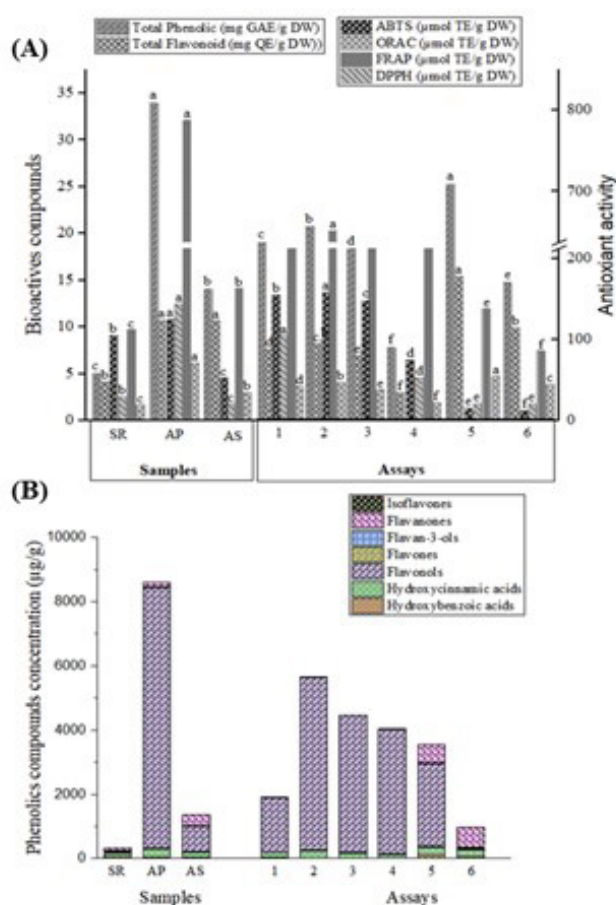 (A)
Total Phenolic (mg GAE/g DW)
Total Flavonoid (mg QE/g DW))
ABTS (µmol TE/g DW)
ORAC (µmol TE/g DW)
FRAP (µmol TE/g DW)
DPPH (µmol TE/g DW)
Bioactives compounds
Antioxidant activity
35
30
25
20
15
10
5
0
800
700
200
100
0
SR AP AS 1 2 3 4 5 6
Samples Assays
(B)
Isoflavones
Flavanones
Flavan-3-ols
Flavones
Flavonols
Hydroxycinnamic acids
Hydroxybenzoic acids
Phenolics compounds concentration (µg/g)
10000
8000
6000
4000
2000
0
SR AP AS 1 2 3 4 5 6
Samples Assays